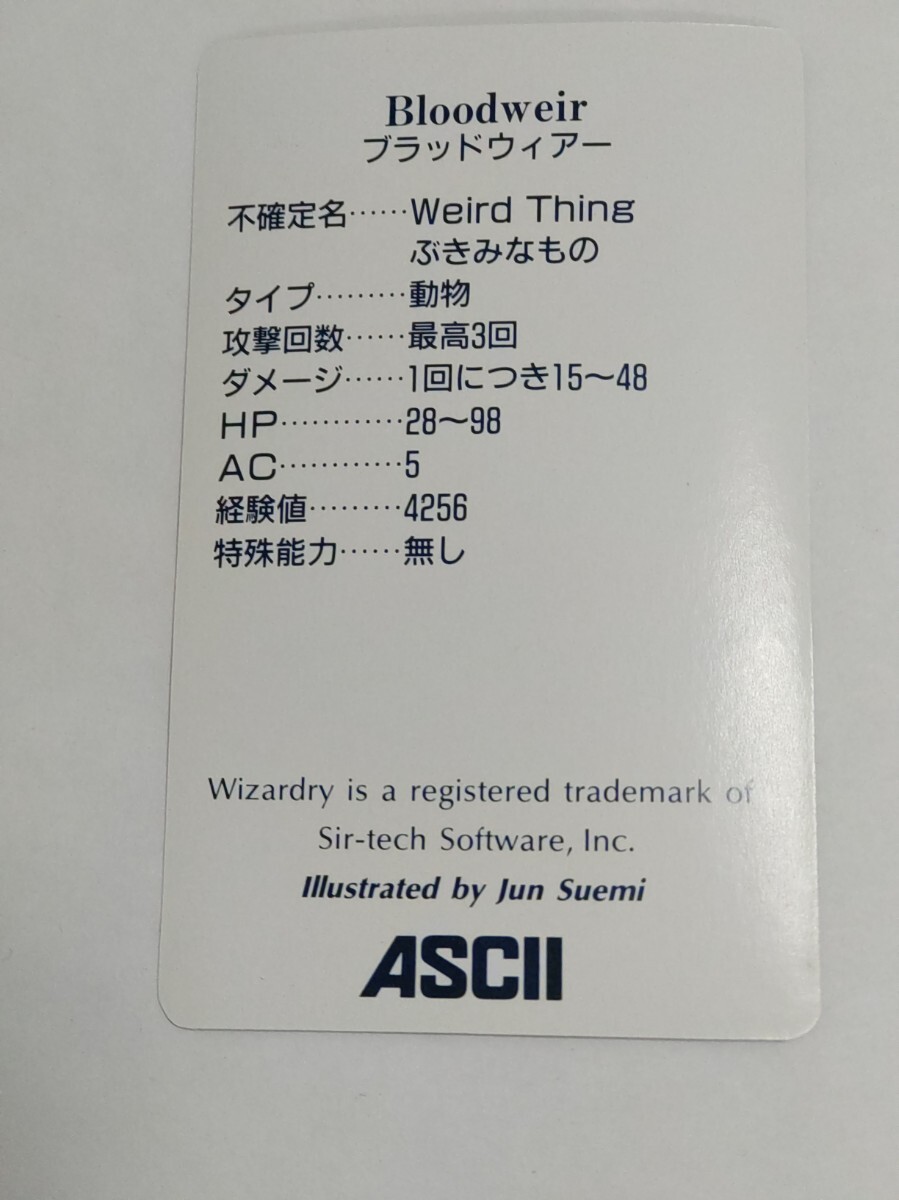 Bloodweir
ブラッドウィアー
不確定名……Weird Thing
ぶきみなもの
タイプ………動物
攻撃回数……最高3回
ダメージ……1回につき15〜48
HP…………28〜98
AC…………5
経験値………4256
特殊能力……無し
Wizardry is a registered trademark of
Sir-tech Software, Inc.
Illustrated by Jun Suemi
ASCII